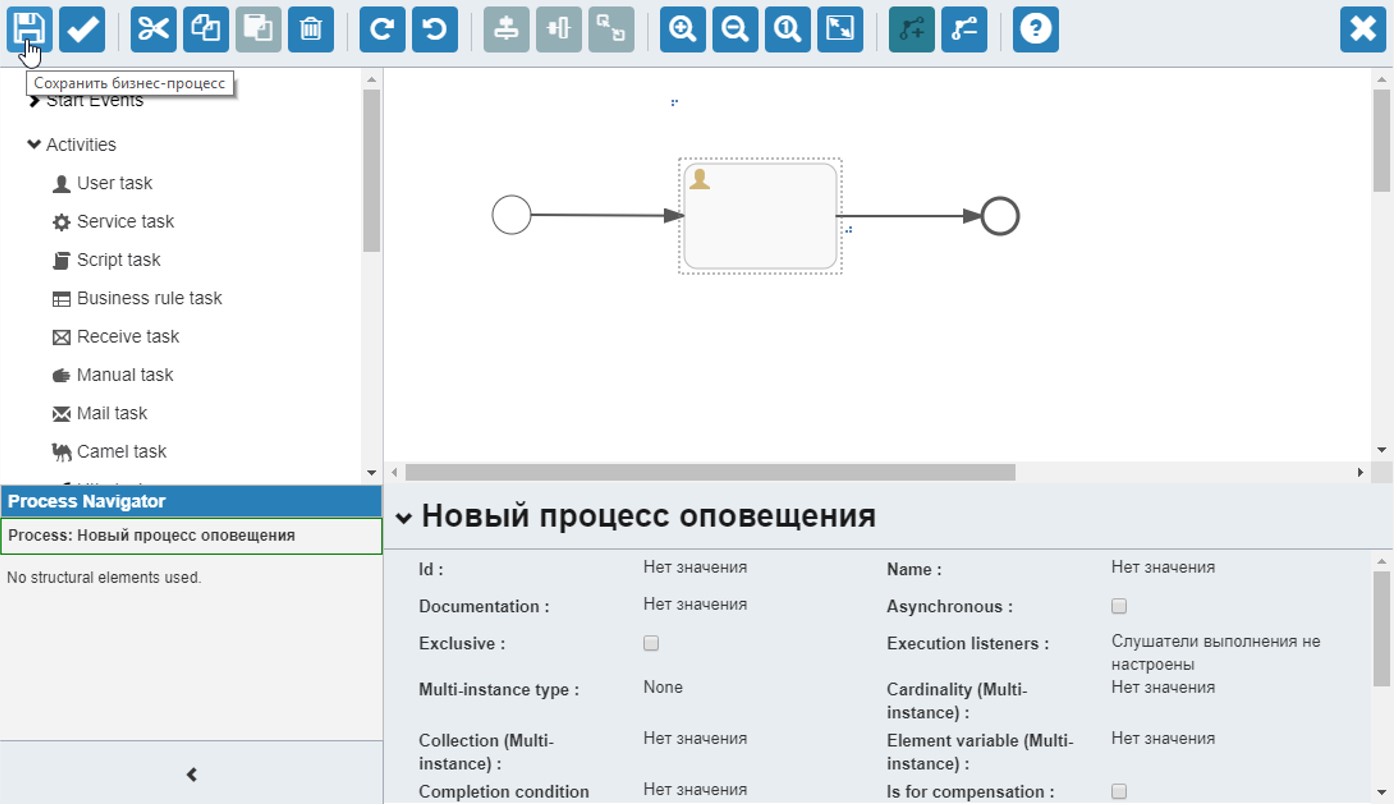 Сохранить бизнес-процесс
Start Events
Activities
User task
Service task
Script task
Business rule task
Receive task
Manual task
Mail task
Camel task
Process Navigator
Process: Новый процесс оповещения
No structural elements used.
Новый процесс оповещения
Id : Нет значения Name : Нет значения
Documentation : Нет значения Asynchronous :
Exclusive : Execution listeners : Слушатели выполнения не
настроены
Multi-instance type : None Cardinality (Multi- Нет значения
instance) :
Collection (Multi- Нет значения Element variable (Multi- Нет значения
instance) : instance) :
Completion condition Нет значения Is for compensation :